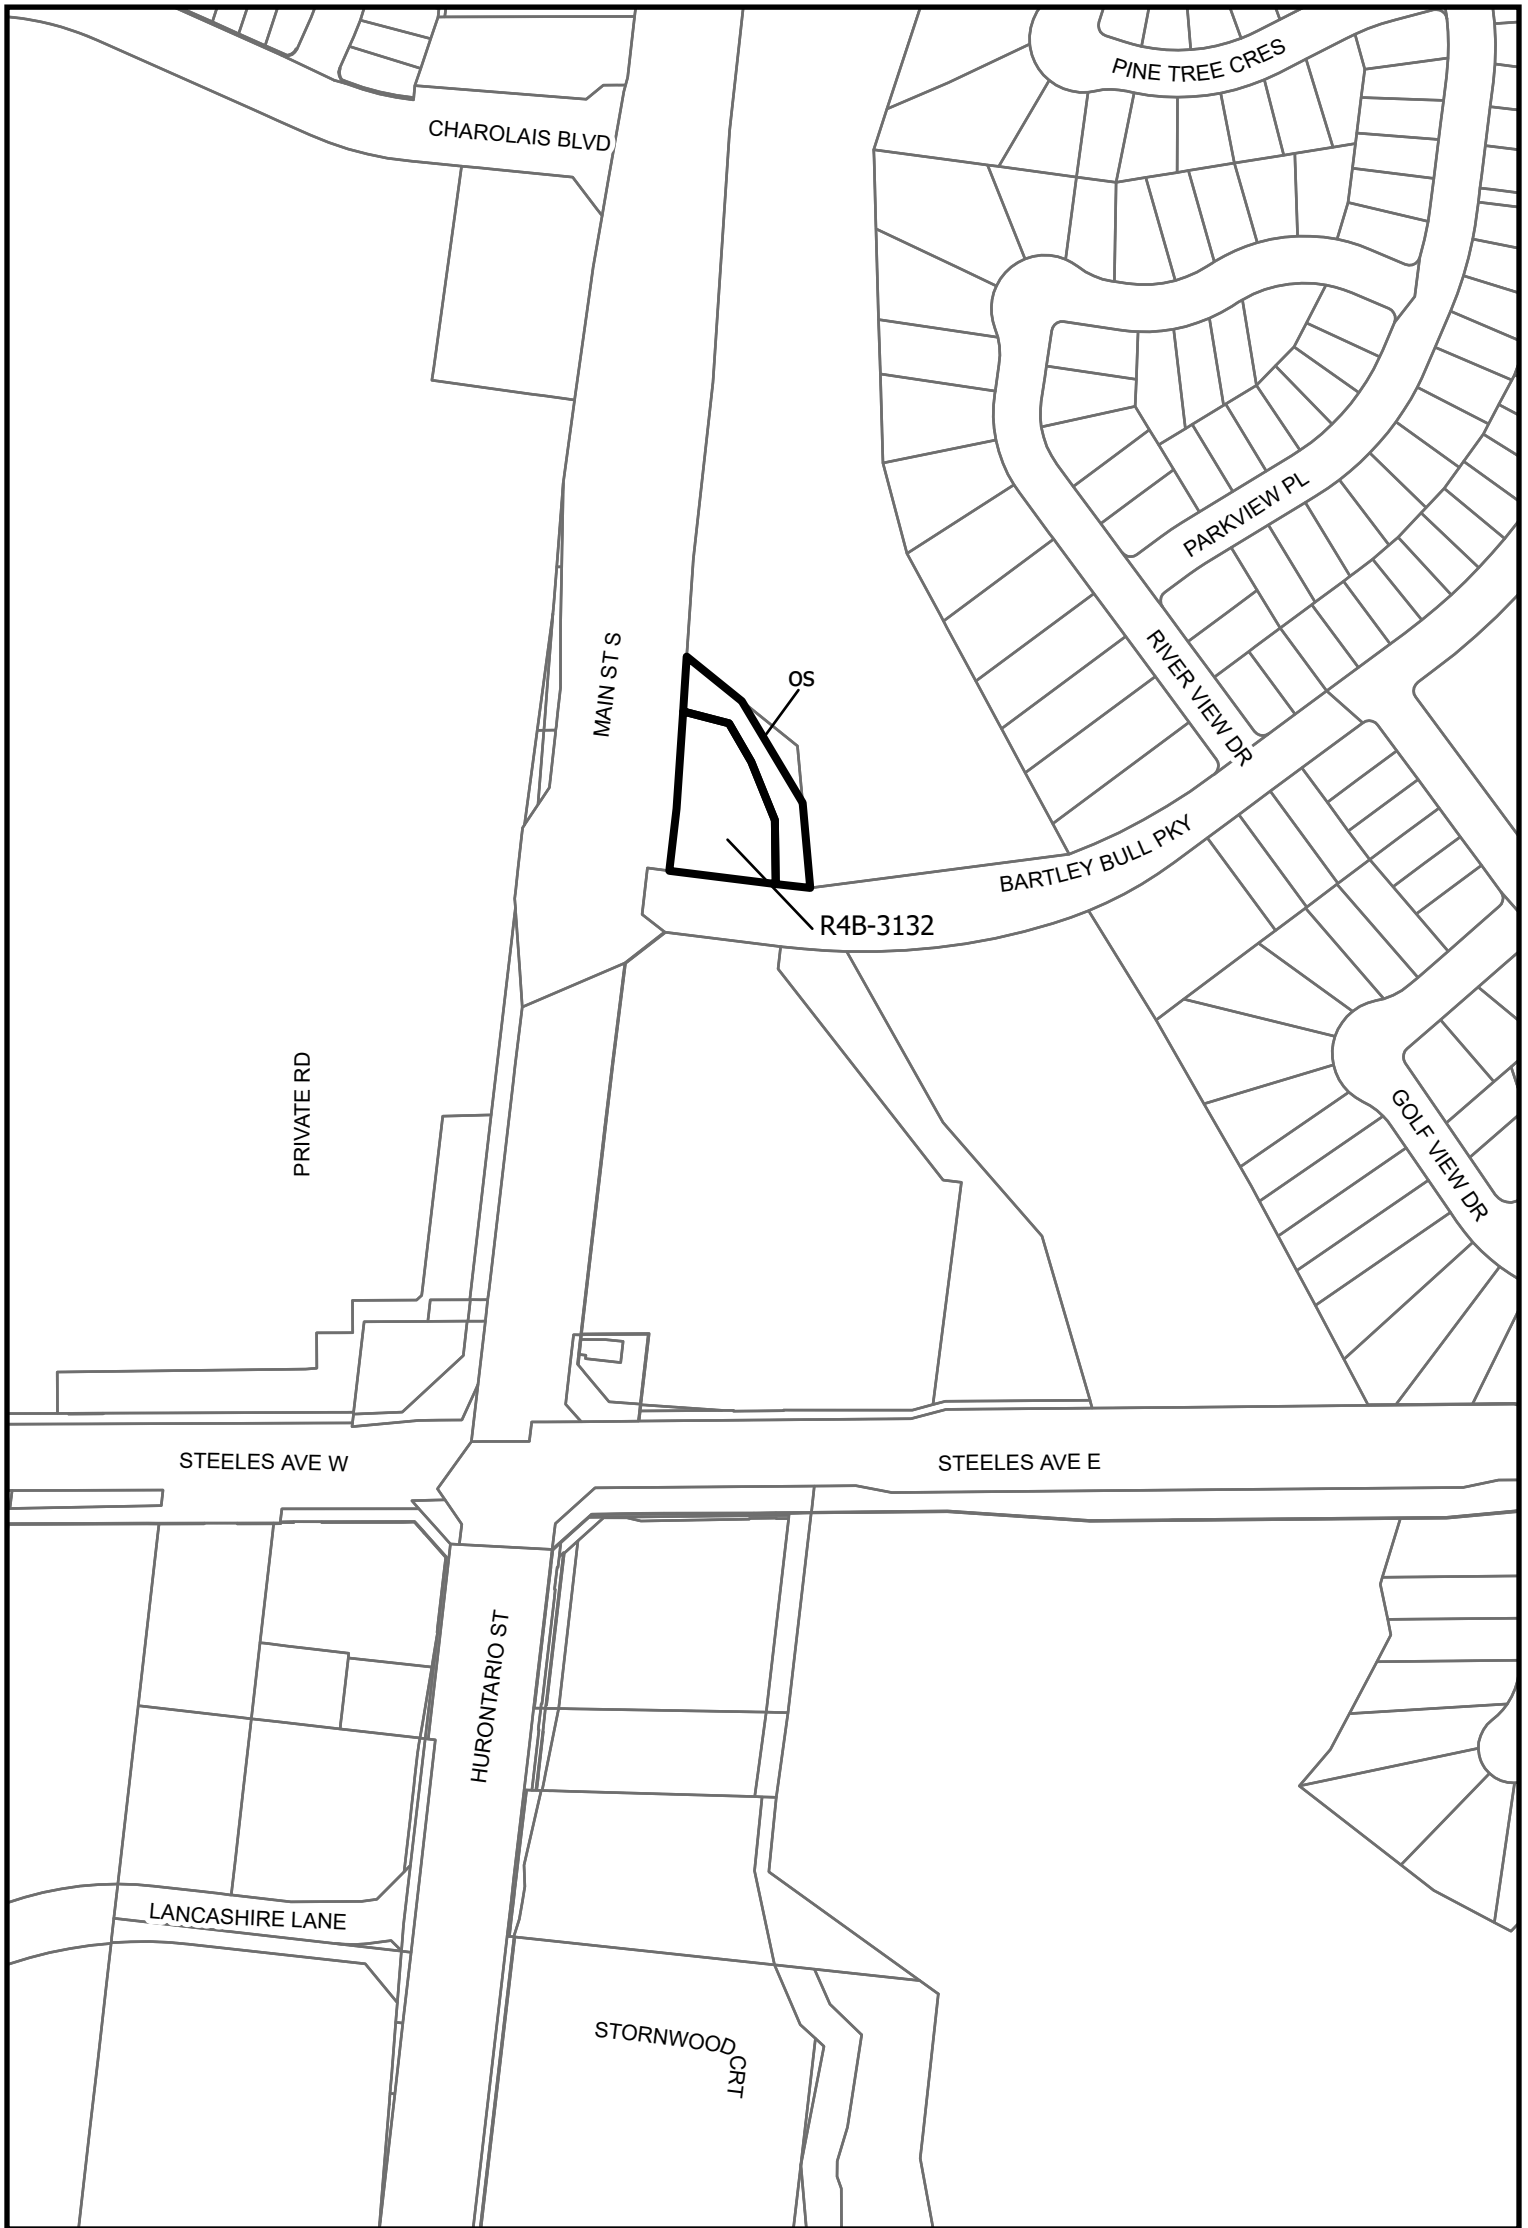 PINE TREE CRES
CHAROLAIS BLVD
PARKVIEW PL
MAIN ST S
OS
RIVER VIEW DR
BARTLEY BULL PKY
R4B-3132
PRIVATE RD
GOLF VIEW DR
STEELES AVE W
STEELES AVE E
HURONTARIO ST
LANCASHIRE LANE
STORNWOOD CRT